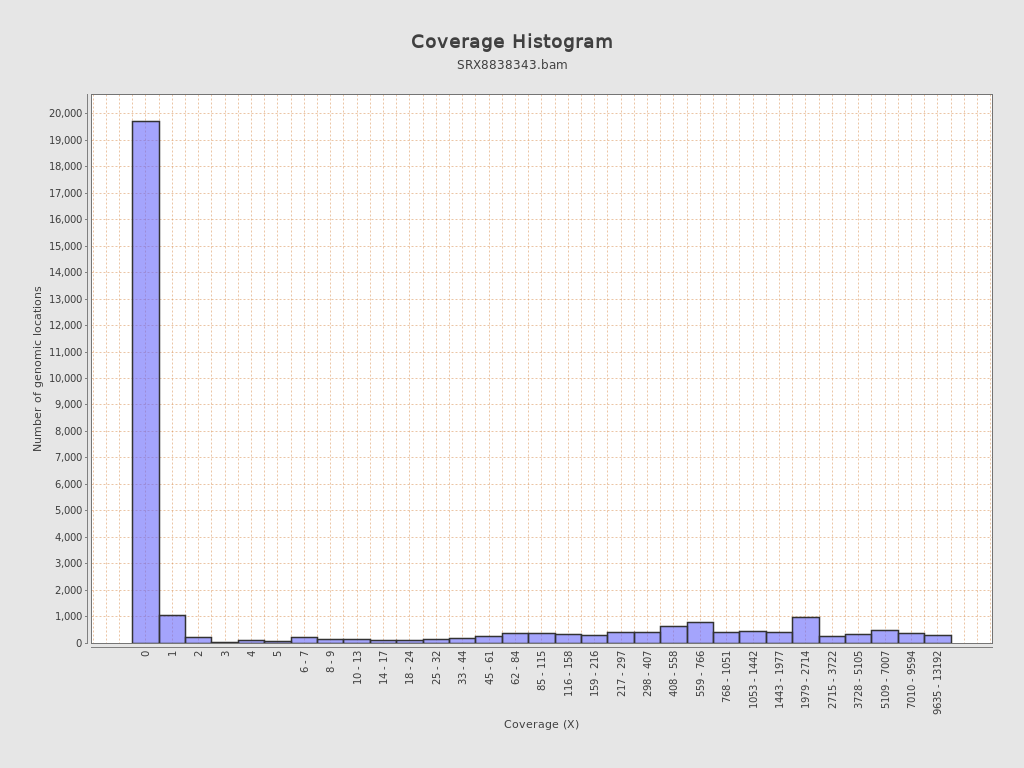 Coverage Histogram
SRX8838343.bam
Number of genomic locations
20,000
19,000
18,000
17,000
16,000
15,000
14,000
13,000
12,000
11,000
10,000
9,000
8,000
7,000
6,000
5,000
4,000
3,000
2,000
1,000
0
0
1
2
3
4
5
6 - 7
8 - 9
10 - 13
14 - 17
18 - 24
25 - 32
33 - 44
45 - 61
62 - 84
85 - 115
116 - 158
159 - 216
217 - 297
298 - 407
408 - 558
559 - 766
768 - 1051
1053 - 1442
1443 - 1977
1979 - 2714
2715 - 3722
3728 - 5105
5109 - 7007
7010 - 9594
9635 - 13192
Coverage (X)